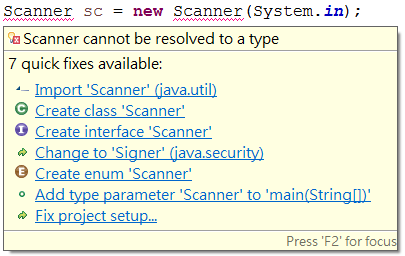 Scanner sc = new Scanner(System.in);
Scanner cannot be resolved to a type
7 quick fixes available:
Import 'Scanner' (java.util)
Create class 'Scanner'
Create interface 'Scanner'
Change to 'Signer' (java.security)
Create enum 'Scanner'
Add type parameter 'Scanner' to 'main(String[])'
Fix project setup...
Press 'F2' for focus